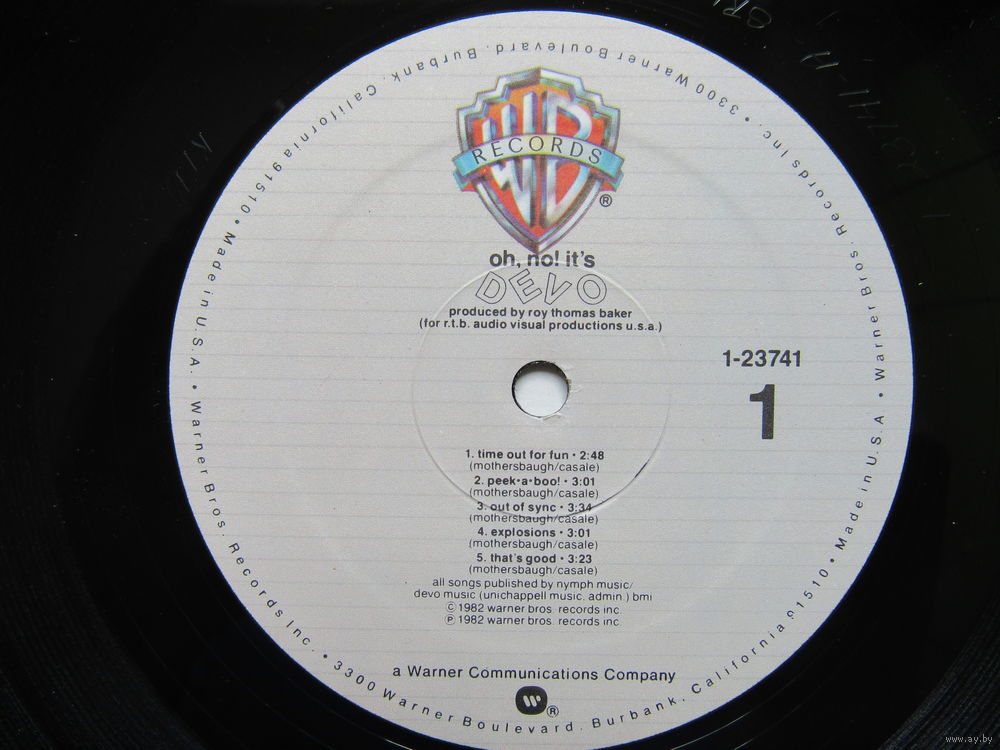 WB
RECORDS
®
oh, no! it's
DEVO
produced by roy thomas baker
(for r.t.b. audio visual productions u.s.a.)
1-23741
1
1. time out for fun • 2:48
(mothersbaugh/casale)
2. peek•a•boo! • 3:01
(mothersbaugh/casale)
3. out of sync • 3:34
(mothersbaugh/casale)
4. explosions • 3:01
(mothersbaugh/casale)
5. that's good • 3:23
(mothersbaugh/casale)
all songs published by nymph music/
devo music (unichappell music. admin.) bmi
© 1982 warner bros. records inc.
℗ 1982 warner bros. records inc.
a Warner Communications Company
®
Warner Bros. Records Inc. • 3300 Warner Boulevard. Burbank, California 91510 • Made in U.S.A. • Warner Bros. Records Inc. • 3300 Warner Boulevard. Burbank, California 91510 • Made in U.S.A. •
www.ay.by